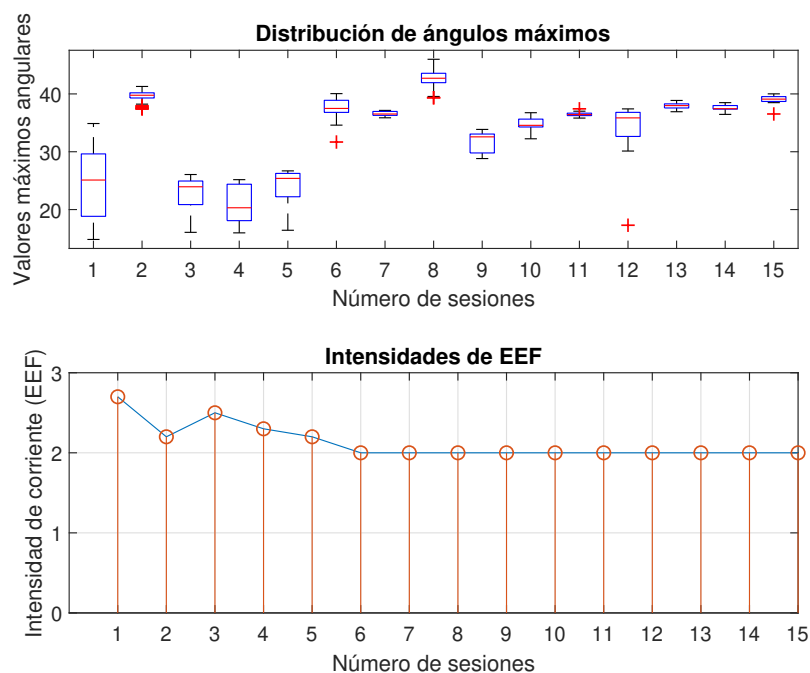 Distribución de ángulos máximos
Valores máximos angulares
40
30
20
1 2 3 4 5 6 7 8 9 10 11 12 13 14 15
Número de sesiones
Intensidades de EEF
Intensidad de corriente (EEF)
3
2
1
0
1 2 3 4 5 6 7 8 9 10 11 12 13 14 15
Número de sesiones